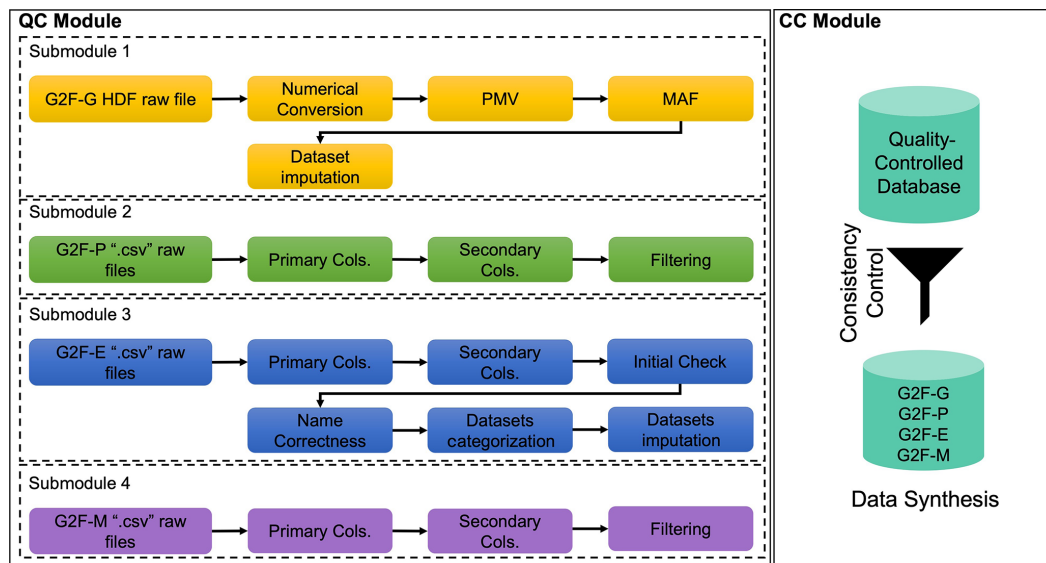 QC Module
Submodule 1
G2F-G HDF raw file
Numerical
Conversion
PMV
MAF
Dataset
imputation
Submodule 2
G2F-P “.csv” raw
files
Primary Cols.
Secondary
Cols.
Filtering
Submodule 3
G2F-E “.csv” raw
files
Primary Cols.
Secondary
Cols.
Initial Check
Name
Correctness
Datasets
categorization
Datasets
imputation
Submodule 4
G2F-M “.csv” raw
files
Primary Cols.
Secondary
Cols.
Filtering
CC Module
Quality-
Controlled
Database
Consistency
Control
G2F-G
G2F-P
G2F-E
G2F-M
Data Synthesis